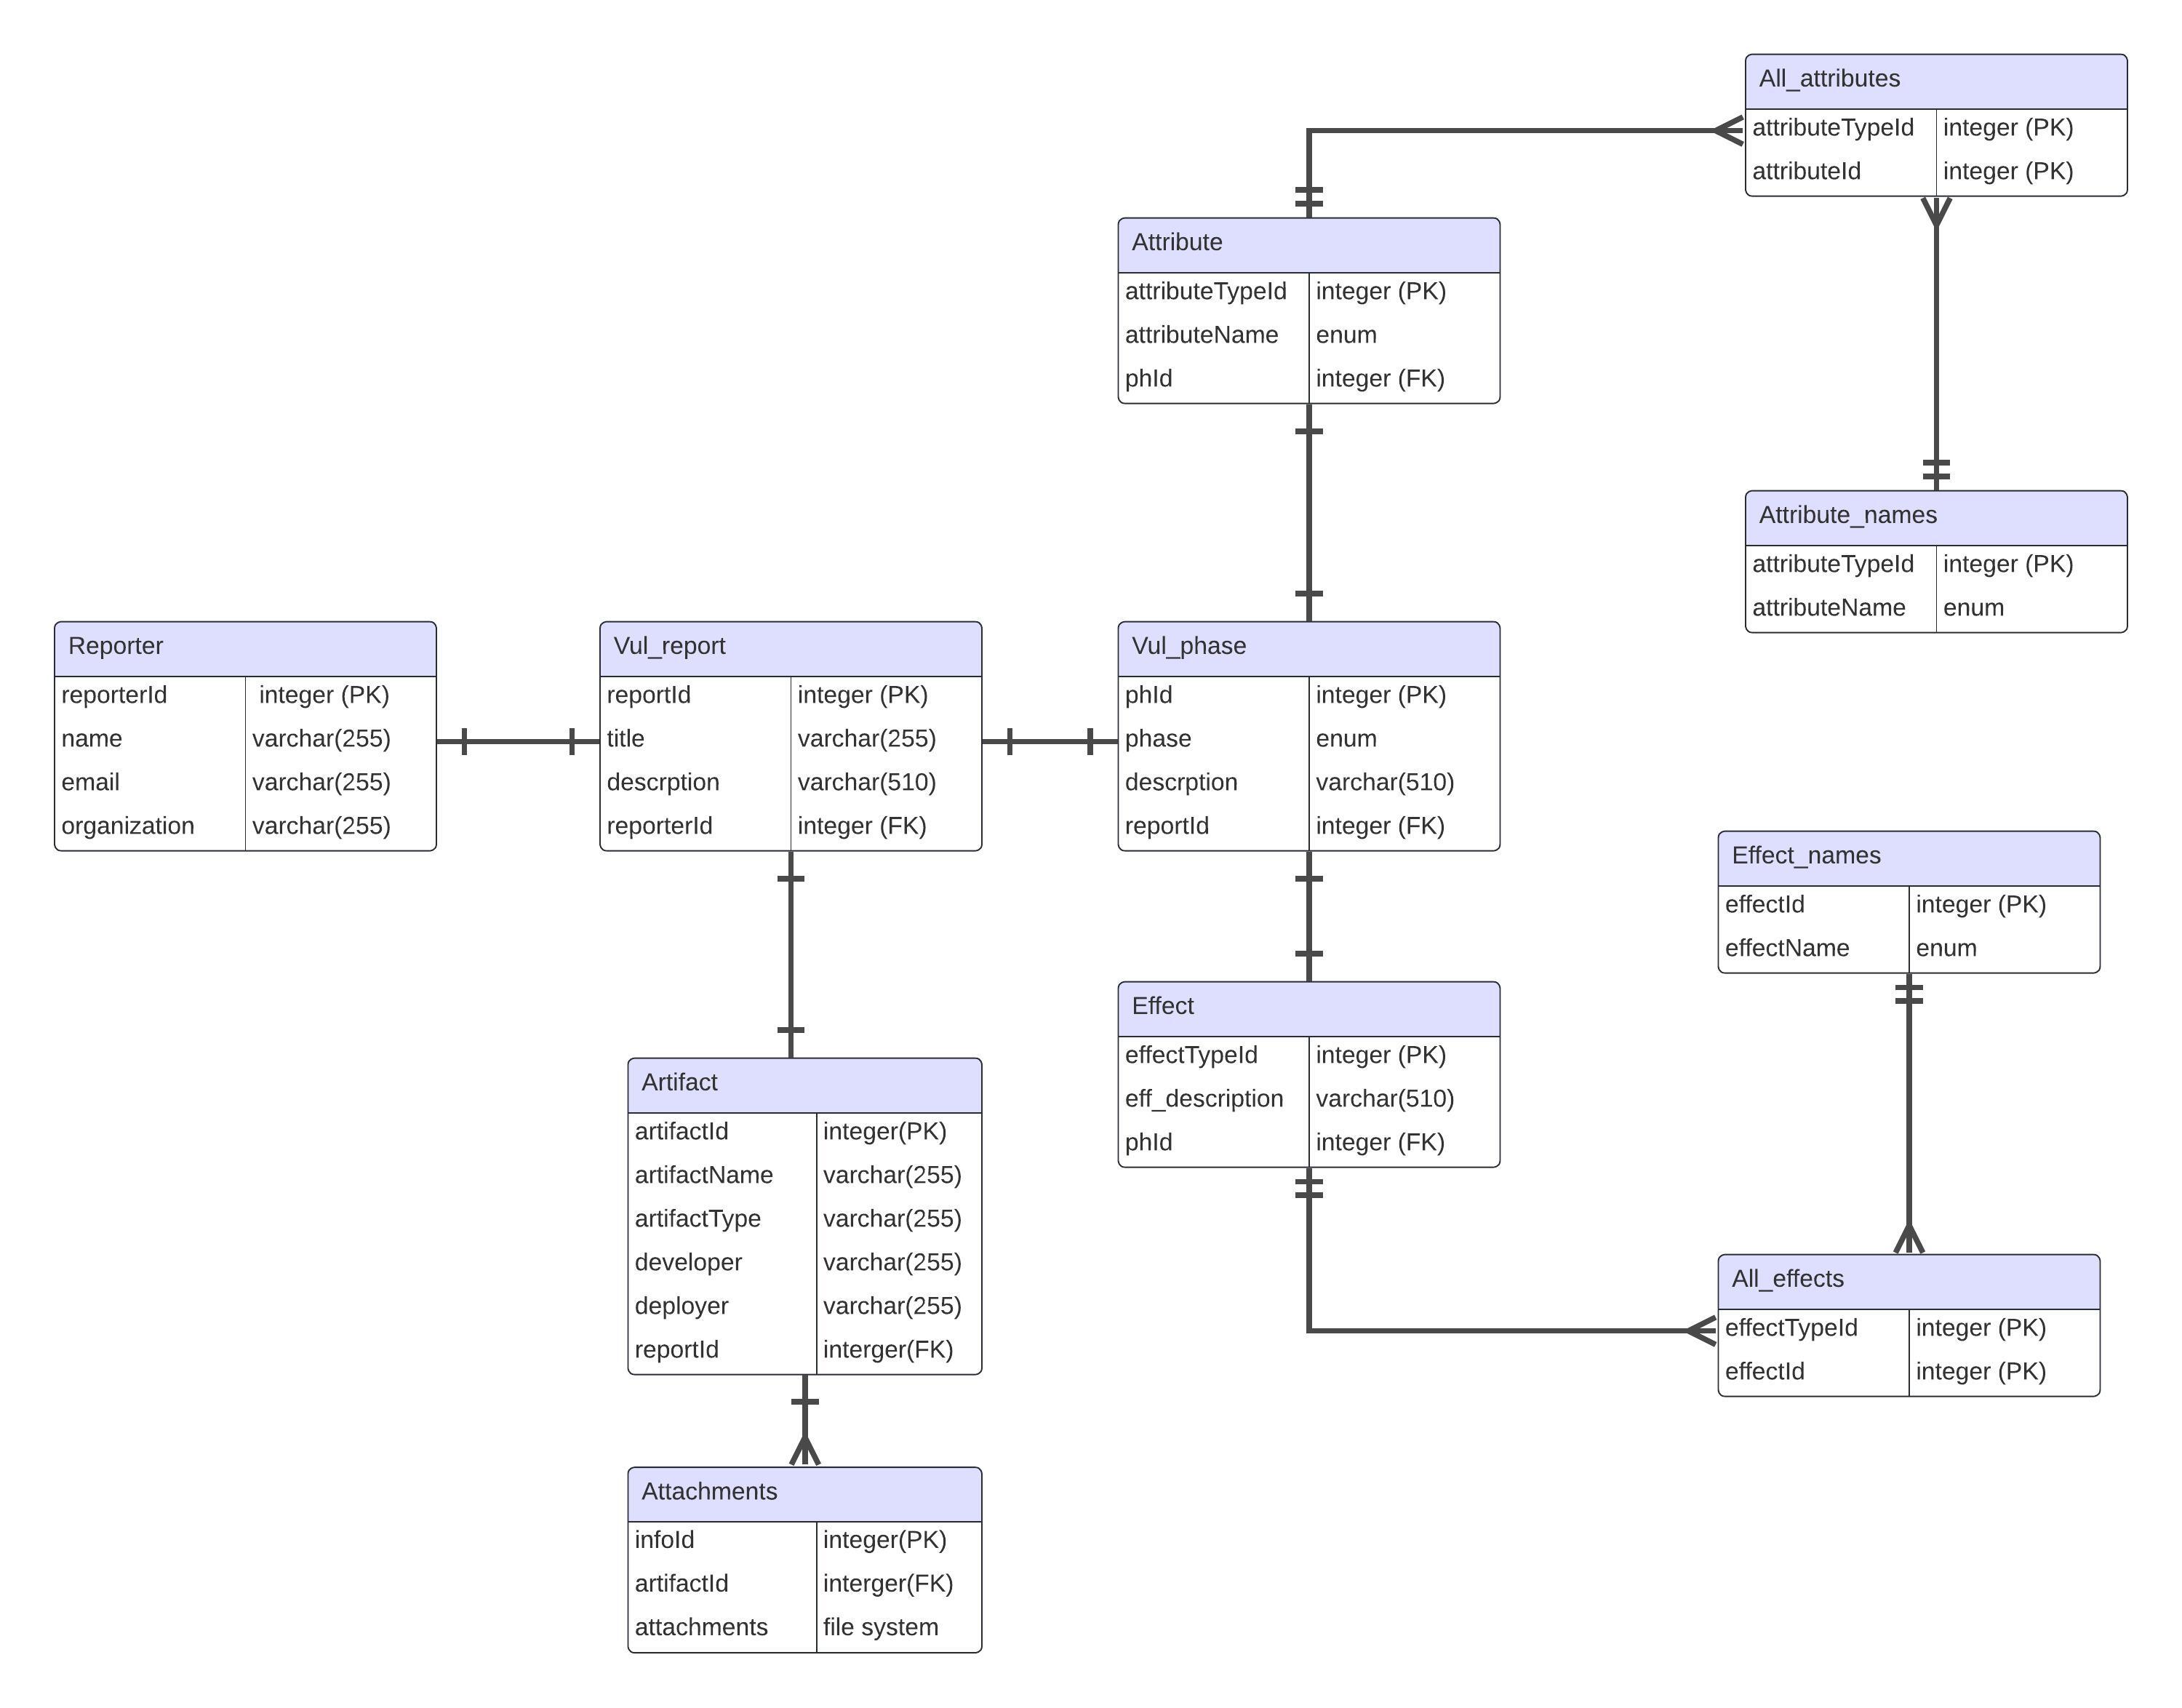 All_attributes
attributeTypeId integer (PK)
attributeId integer (PK)
Attribute
attributeTypeId integer (PK)
attributeName enum
phId integer (FK)
Attribute_names
attributeTypeId integer (PK)
attributeName enum
Reporter
reporterId integer (PK)
name varchar(255)
email varchar(255)
organization varchar(255)
Vul_report
reportId integer (PK)
title varchar(255)
descrption varchar(510)
reporterId integer (FK)
Vul_phase
phId integer (PK)
phase enum
descrption varchar(510)
reportId integer (FK)
Effect_names
effectId integer (PK)
effectName enum
Effect
effectTypeId integer (PK)
eff_description varchar(510)
phId integer (FK)
Artifact
artifactId integer(PK)
artifactName varchar(255)
artifactType varchar(255)
developer varchar(255)
deployer varchar(255)
reportId interger(FK)
All_effects
effectTypeId integer (PK)
effectId integer (PK)
Attachments
infoId integer(PK)
artifactId interger(FK)
attachments file system